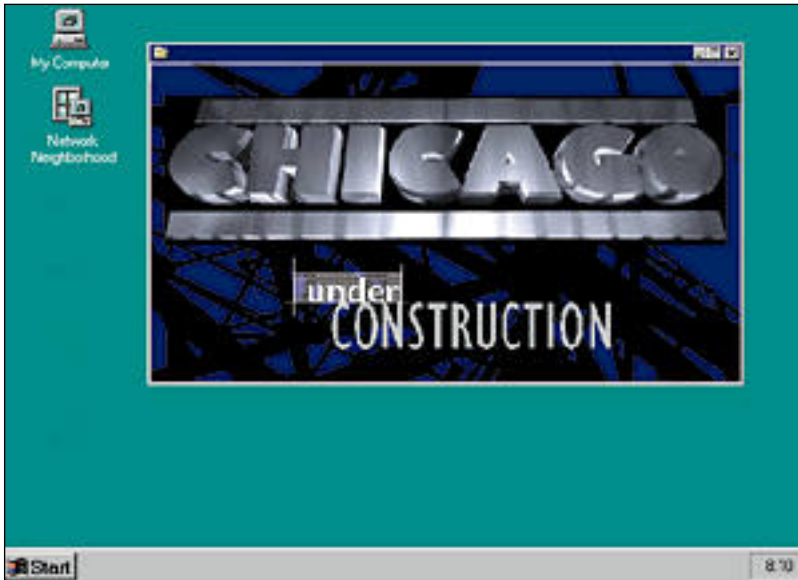 My Computer
Network
Neighborhood
CHICAGO
under
CONSTRUCTION
Start
8:10